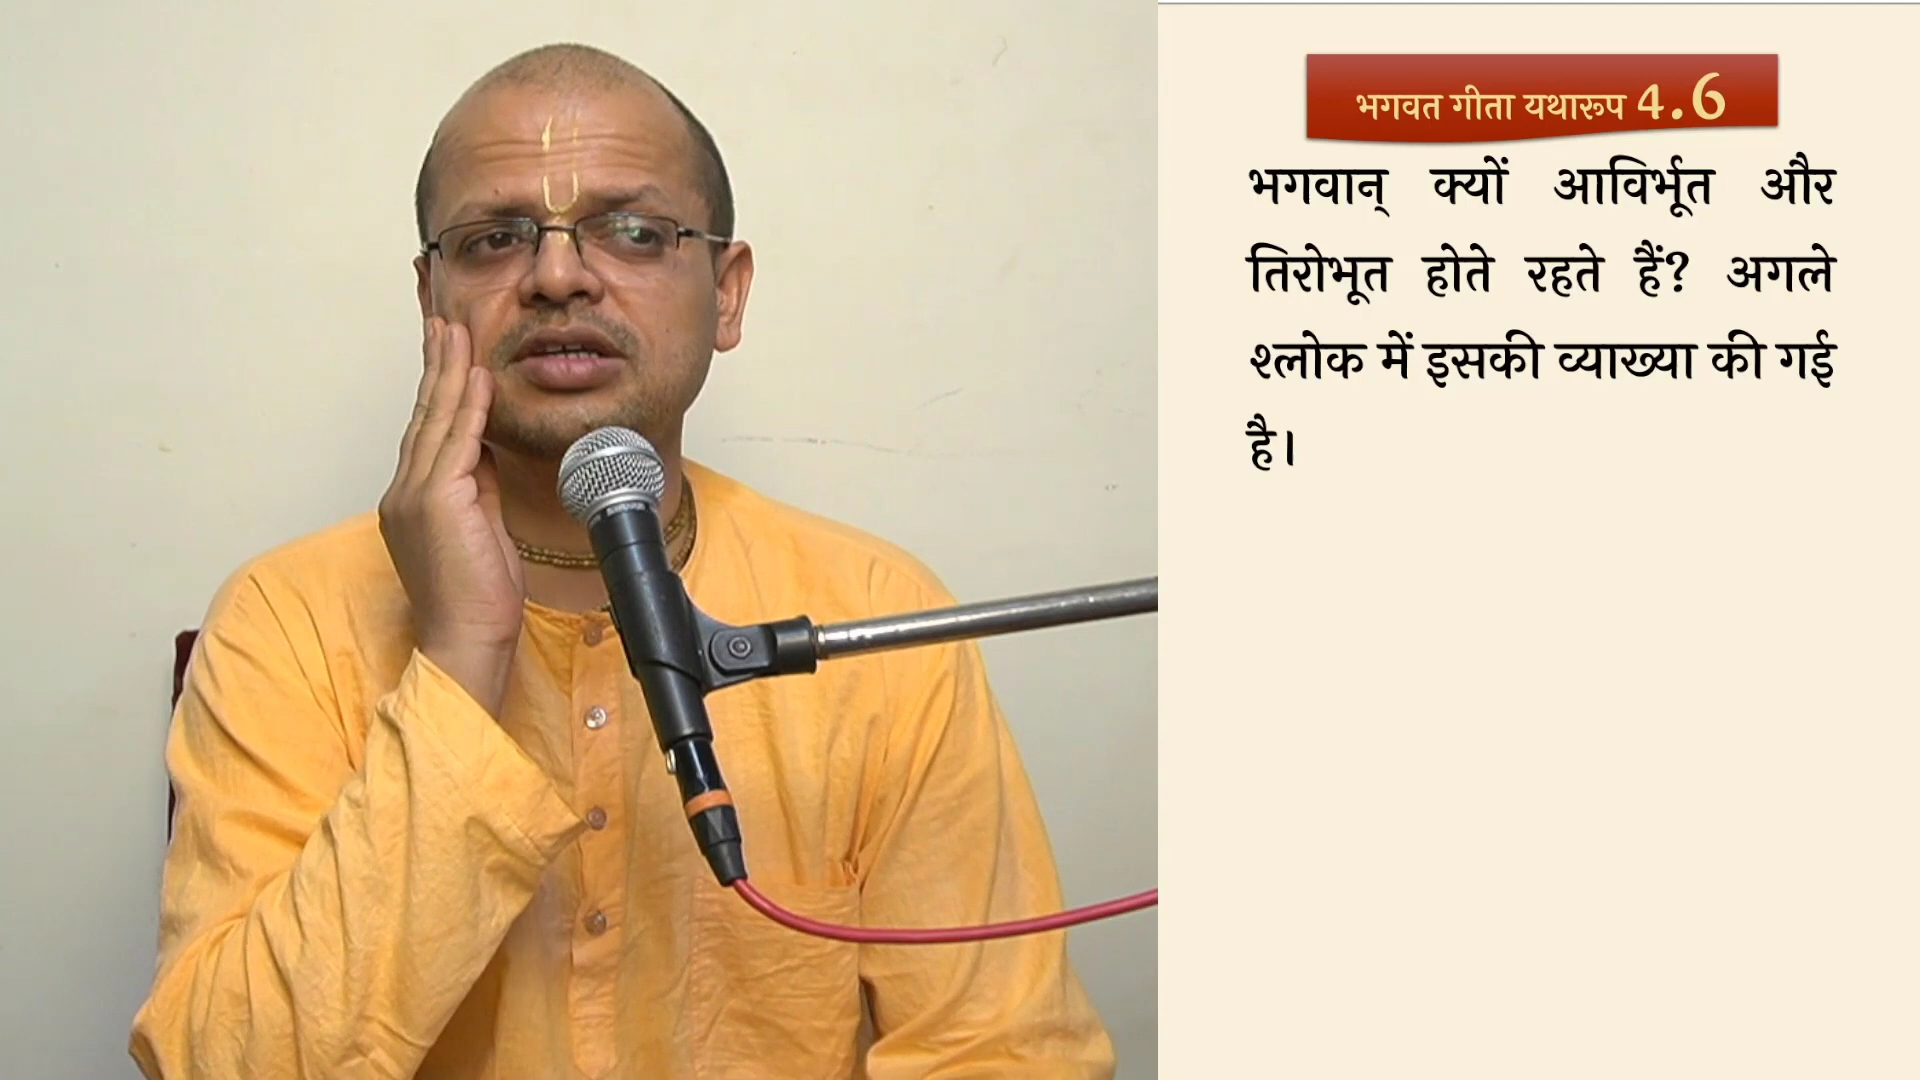 भगवत गीता यथारूप 4.6
भगवान् क्यों आविर्भूत और
तिरोभूत होते रहते हैं? अगले
श्लोक में इसकी व्याख्या की गई
है।